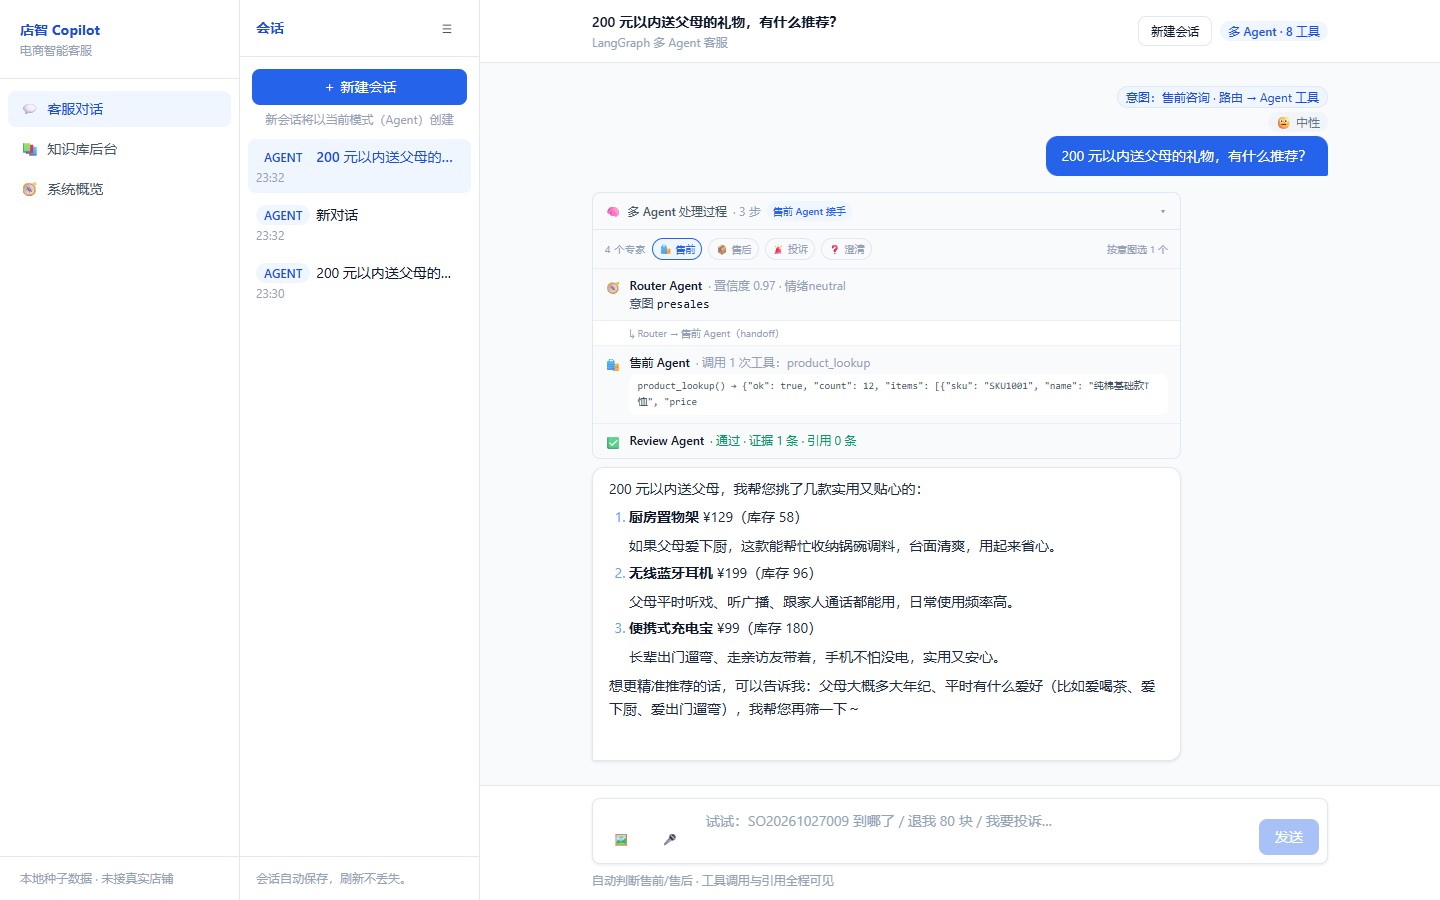 店智 Copilot
电商智能客服
客服对话
知识库后台
系统概览
本地种子数据 · 未接真实店铺
会话
☰
+ 新建会话
新会话将以当前模式（Agent）创建
AGENT 200 元以内送父母的...
23:32
AGENT 新对话
23:32
AGENT 200 元以内送父母的...
23:30
会话自动保存，刷新不丢失。
200 元以内送父母的礼物，有什么推荐？
LangGraph 多 Agent 客服
新建会话
多 Agent · 8 工具
意图：售前咨询 · 路由 → Agent 工具
中性
200 元以内送父母的礼物，有什么推荐？
多 Agent 处理过程 · 3 步 售前 Agent 接手
4 个专家 售前 售后 投诉 澄清 按意图选 1 个
Router Agent · 置信度 0.97 · 情绪neutral
意图 presales
↳ Router → 售前 Agent（handoff）
售前 Agent · 调用 1 次工具：product_lookup
product_lookup() → {"ok": true, "count": 12, "items": [{"sku": "SKU1001", "name": "纯棉基础款T
恤", "price
Review Agent · 通过 · 证据 1 条 · 引用 0 条
200 元以内送父母，我帮您挑了几款实用又贴心的：
1. 厨房置物架 ¥129（库存 58）
如果父母爱下厨，这款能帮忙收纳锅碗调料，台面清爽，用起来省心。
2. 无线蓝牙耳机 ¥199（库存 96）
父母平时听戏、听广播、跟家人通话都能用，日常使用频率高。
3. 便携式充电宝 ¥99（库存 180）
长辈出门遛弯、走亲访友带着，手机不怕没电，实用又安心。
想更精准推荐的话，可以告诉我：父母大概多大年纪、平时有什么爱好（比如爱喝茶、爱
下厨、爱出门遛弯），我帮您再筛一下～
试试：SO20261027009 到哪了 / 退我 80 块 / 我要投诉...
发送
自动判断售前/售后 · 工具调用与引用全程可见